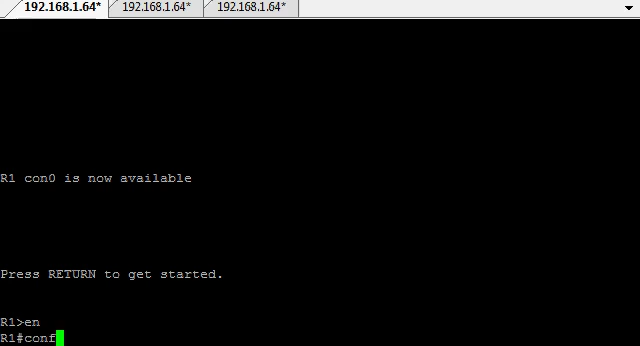 192.168.1.64* 192.168.1.64* 192.168.1.64*
R1 con0 is now available
Press RETURN to get started.
R1>en
R1#conf